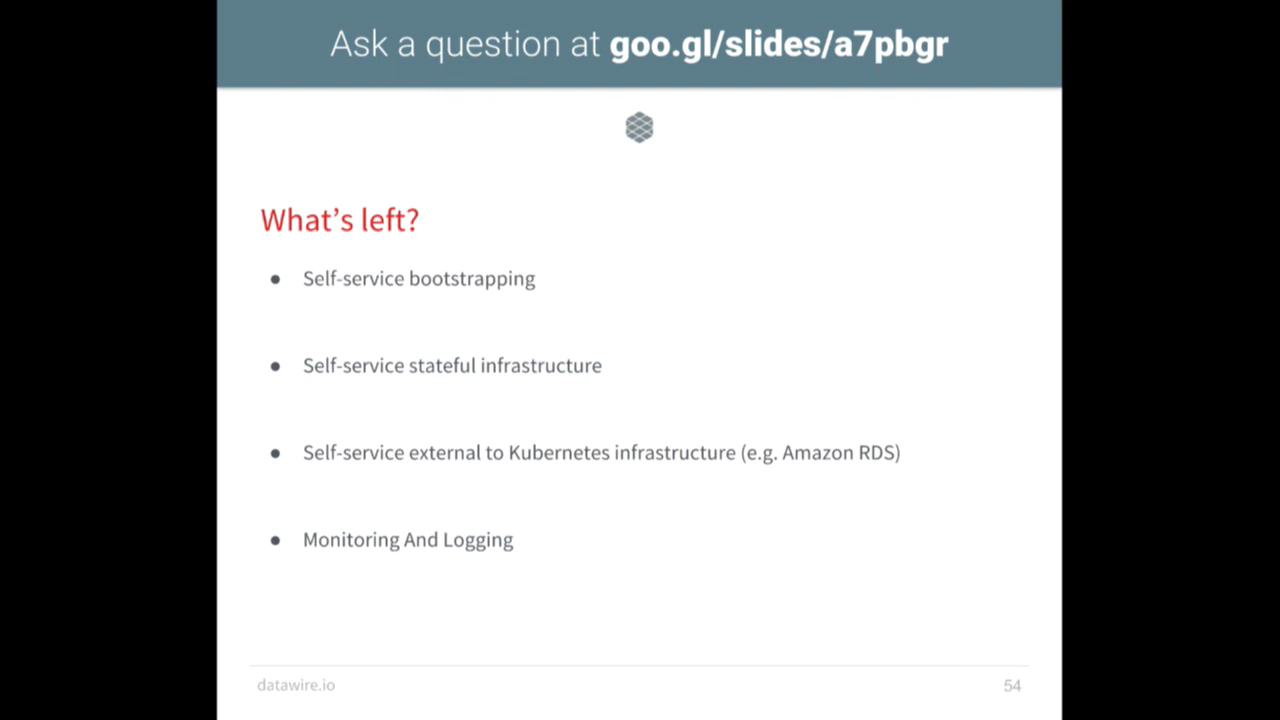 Ask a question at goo.gl/slides/a7pbgr
What's left?
● Self-service bootstrapping
● Self-service stateful infrastructure
● Self-service external to Kubernetes infrastructure (e.g. Amazon RDS)
● Monitoring And Logging
datawire.io
54